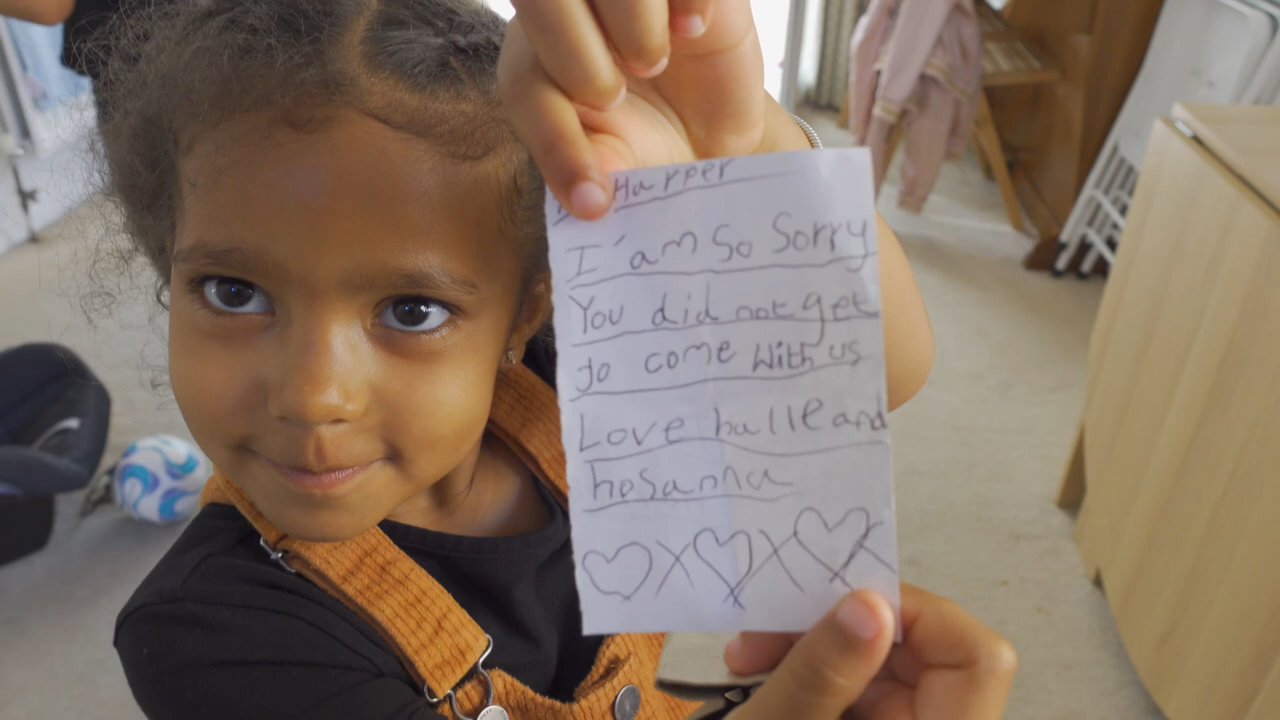 Harper
I'am So Sorry
You did not get
to come With us
Love hallE and
hosanna
X X X